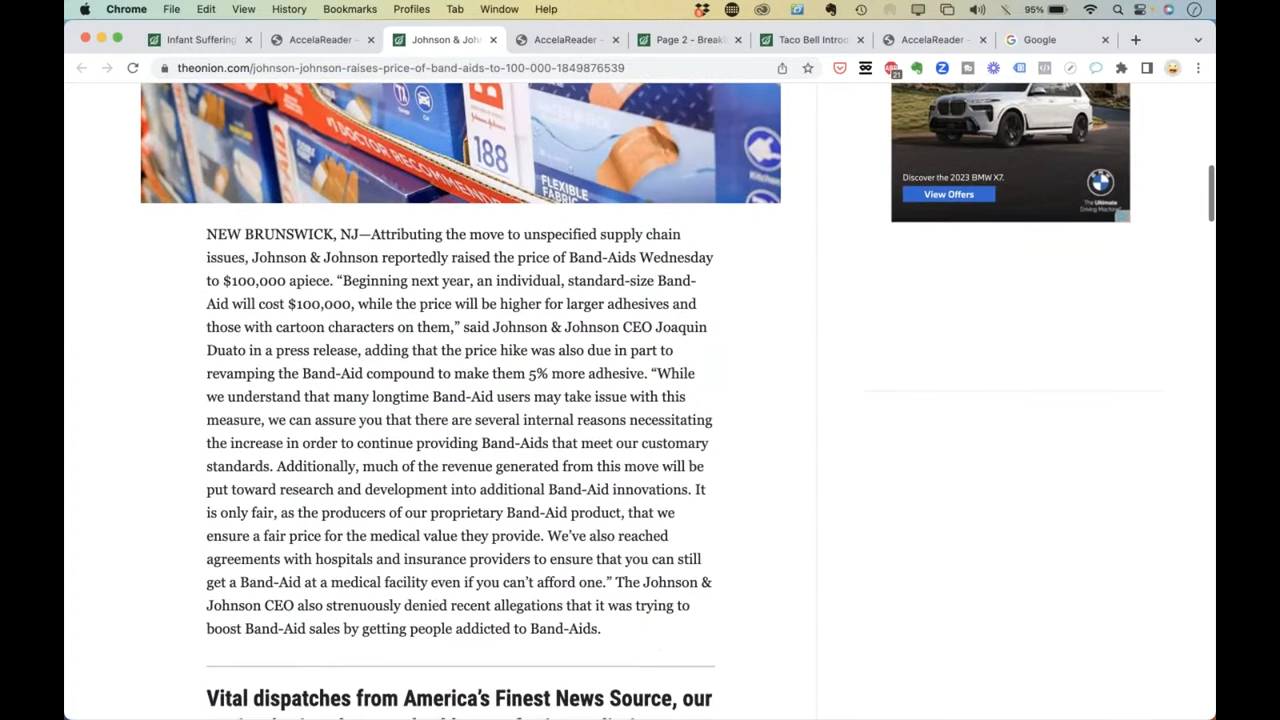 Chrome File Edit View History Bookmarks Profiles Tab Window Help 95%
Infant Suffering AccelaReader - Johnson & Joh AccelaReader - Page 2 - Break Taco Bell Intro AccelaReader - Google
theonion.com/johnson-johnson-raises-price-of-band-aids-to-100-000-1849876539
21
#1 DOCTOR RECOMMENDED
188
FLEXIBLE
FABRIC
Discover the 2023 BMW X7.
View Offers
The Ultimate
Driving Machine
NEW BRUNSWICK, NJ—Attributing the move to unspecified supply chain
issues, Johnson & Johnson reportedly raised the price of Band-Aids Wednesday
to $100,000 apiece. “Beginning next year, an individual, standard-size Band-
Aid will cost $100,000, while the price will be higher for larger adhesives and
those with cartoon characters on them,” said Johnson & Johnson CEO Joaquin
Duato in a press release, adding that the price hike was also due in part to
revamping the Band-Aid compound to make them 5% more adhesive. “While
we understand that many longtime Band-Aid users may take issue with this
measure, we can assure you that there are several internal reasons necessitating
the increase in order to continue providing Band-Aids that meet our customary
standards. Additionally, much of the revenue generated from this move will be
put toward research and development into additional Band-Aid innovations. It
is only fair, as the producers of our proprietary Band-Aid product, that we
ensure a fair price for the medical value they provide. We’ve also reached
agreements with hospitals and insurance providers to ensure that you can still
get a Band-Aid at a medical facility even if you can’t afford one.” The Johnson &
Johnson CEO also strenuously denied recent allegations that it was trying to
boost Band-Aid sales by getting people addicted to Band-Aids.
Vital dispatches from America’s Finest News Source, our